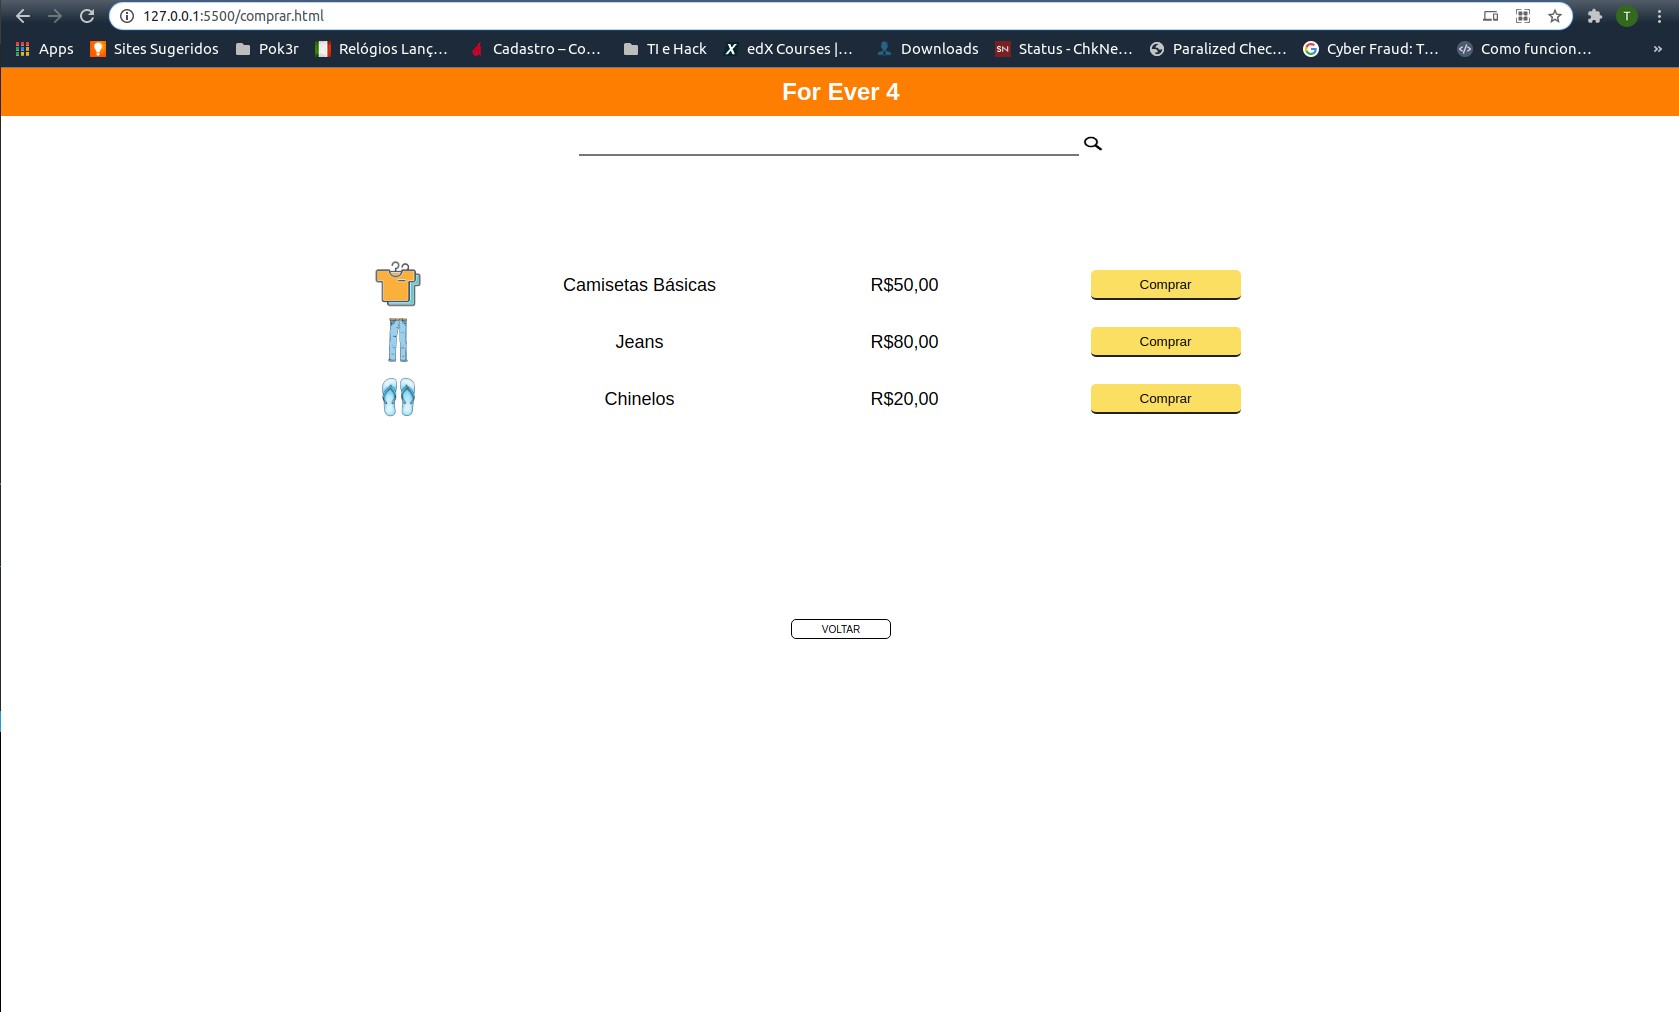 127.0.0.1:5500/comprar.html
T
Apps Sites Sugeridos Pok3r Relógios Lanç... Cadastro – Co... TI e Hack X edX Courses |... Downloads SN Status - ChkNe... Paralized Chec... G Cyber Fraud: T... </> Como funcion... »
For Ever 4
Camisetas Básicas R$50,00 Comprar
Jeans R$80,00 Comprar
Chinelos R$20,00 Comprar
VOLTAR